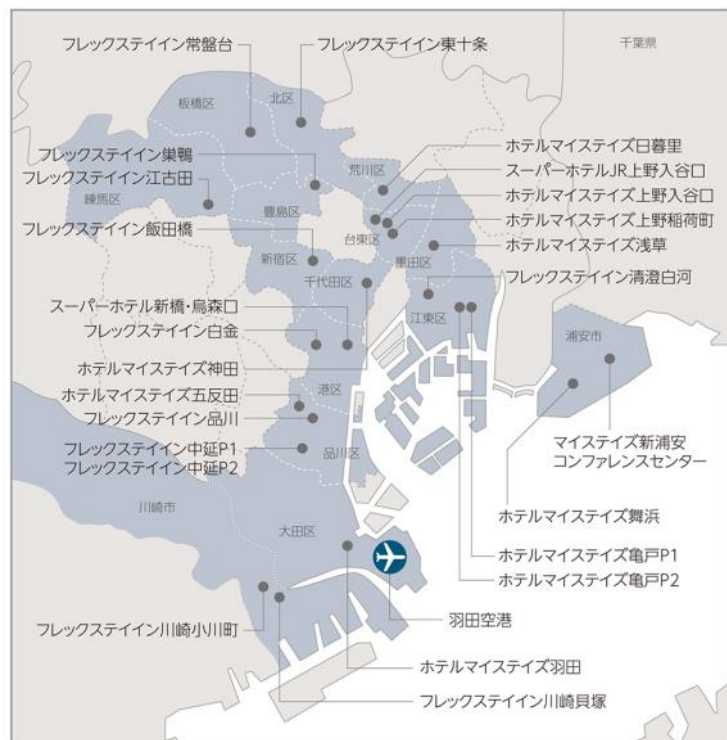 フレックステイイン常盤台
フレックステイイン東十条
千葉県
北区
板橋区
ホテルマイステイズ日暮里
フレックステイイン巣鴨
荒川区
スーパーホテルJR上野入谷口
フレックステイイン江古田
ホテルマイステイズ上野入谷口
練馬区
豊島区
ホテルマイステイズ上野稲荷町
フレックステイイン飯田橋
台東区
ホテルマイステイズ浅草
新宿区
墨田区
千代田区
フレックステイイン清澄白河
スーパーホテル新橋・烏森口
江東区
フレックステイイン白金
浦安市
ホテルマイステイズ神田
ホテルマイステイズ五反田
港区
フレックステイイン品川
フレックステイイン中延P1
フレックステイイン中延P2
品川区
マイステイズ新浦安
コンファレンスセンター
川崎市
ホテルマイステイズ舞浜
大田区
ホテルマイステイズ亀戸P1
ホテルマイステイズ亀戸P2
羽田空港
フレックステイイン川崎小川町
ホテルマイステイズ羽田
フレックステイイン川崎貝塚